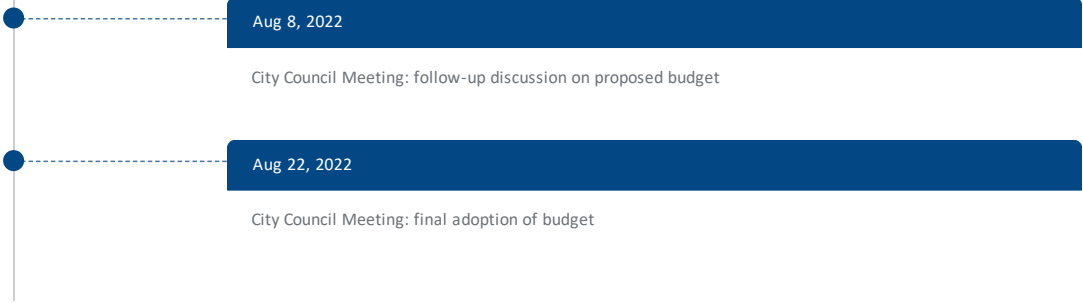 Aug 8, 2022
City Council Meeting: follow-up discussion on proposed budget
Aug 22, 2022
City Council Meeting: final adoption of budget